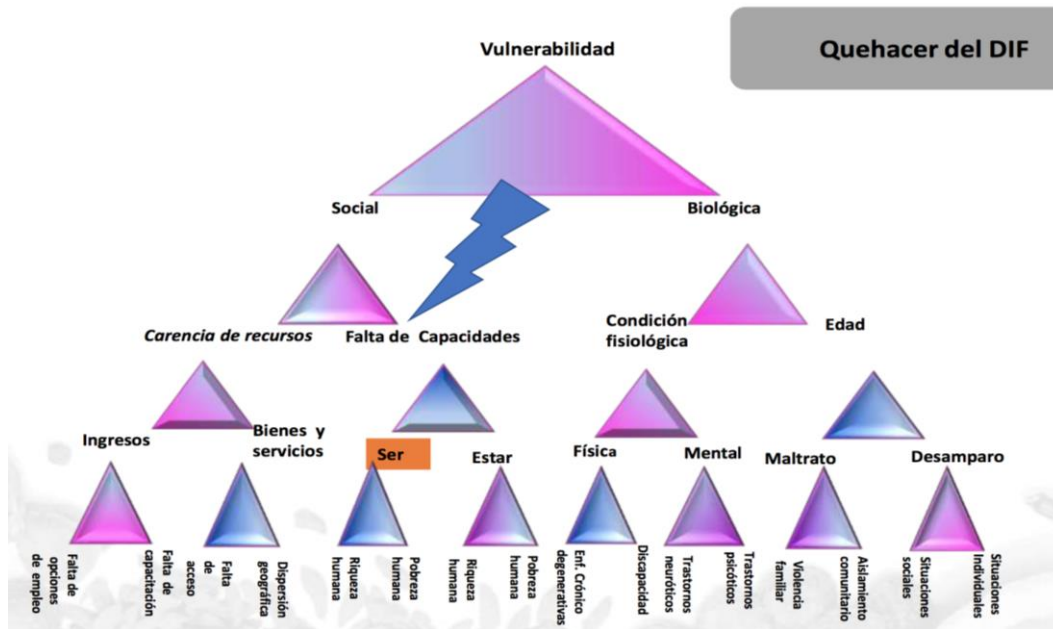 Vulnerabilidad
Quehacer del DIF
Social
Biológica
Carencia de recursos
Falta de Capacidades
Condición
fisiológica
Edad
Ingresos
Bienes y
servicios
Ser
Estar
Física
Mental
Maltrato
Desamparo
Falta de
opciones
de empleo
Falta de
capacitación
Falta
de
acceso
Dispersión
geográfica
Riqueza
humana
Pobreza
humana
Riqueza
humana
Pobreza
humana
Enf. Crónico
degenerativas
Discapacidad
Trastornos
neuróticos
Trastornos
psicóticos
Violencia
familiar
Aislamiento
comunitario
Situaciones
sociales
Situaciones
Individuales